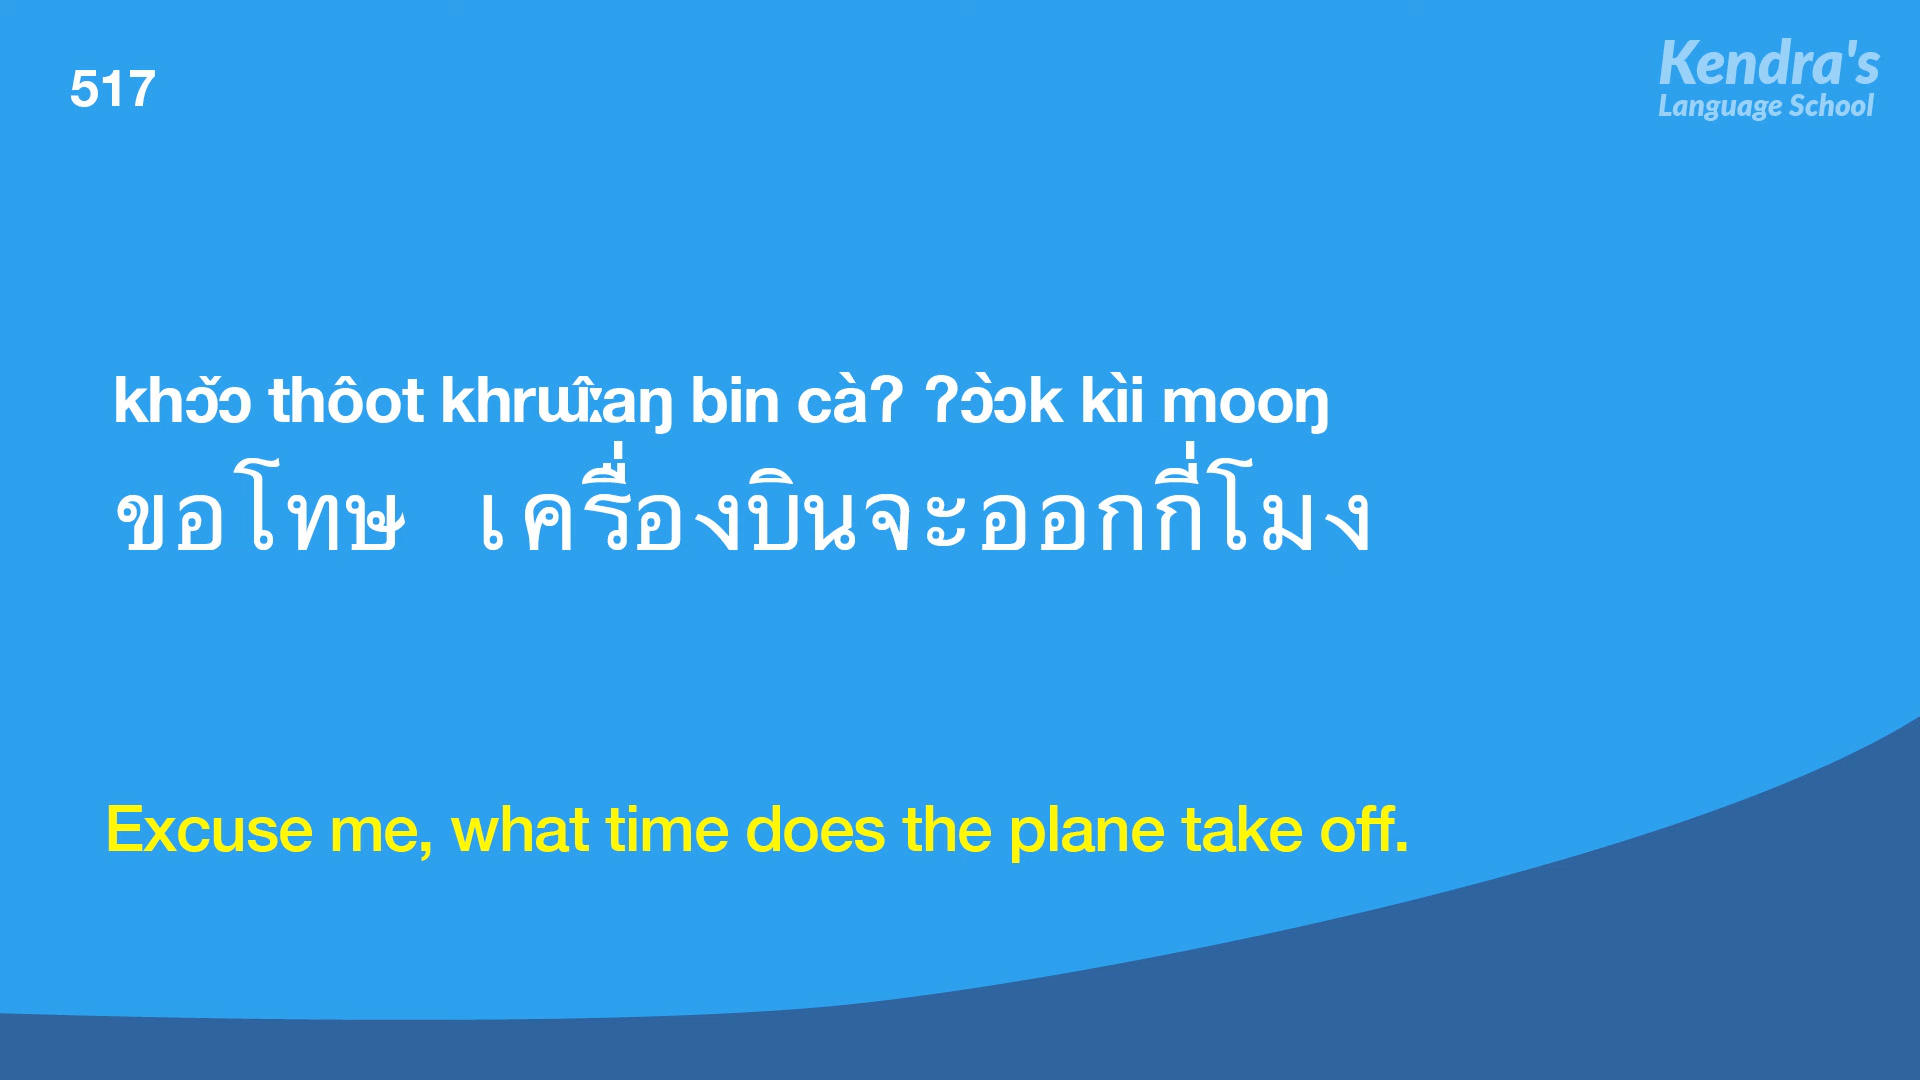 517
Kendra's
Language School
khɔ̌ɔ thôot khrɯ̂ːaŋ bin càʔ ʔɔ̀ɔk kìi mooŋ
ขอโทษ เครื่องบินจะออกกี่โมง
Excuse me, what time does the plane take off.